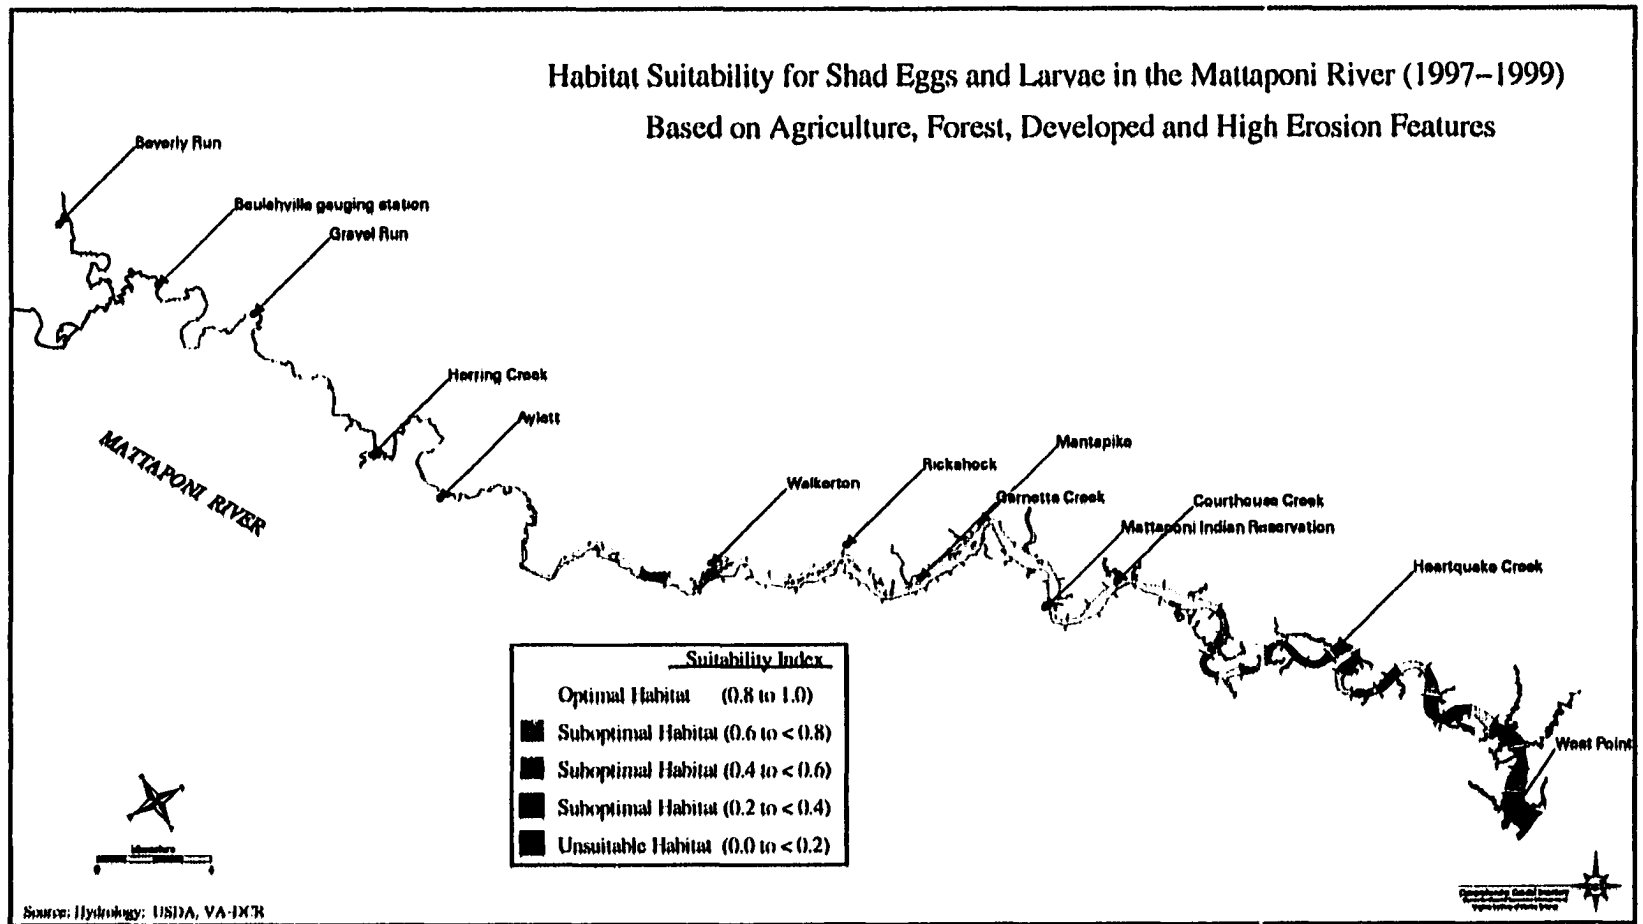 Habitat Suitability for Shad Eggs and Larvae in the Mattaponi River (1997–1999)
Based on Agriculture, Forest, Developed and High Erosion Features
Beverly Run
Beulahville gauging station
Gravel Run
Herring Creek
Aylett
MATTAPONI RIVER
Walkerton
Rickahock
Mantapike
Garnetts Creek
Courthouse Creek
Mattaponi Indian Reservation
Heartquake Creek
West Point
Suitability Index
Optimal Habitat (0.8 to 1.0)
Suboptimal Habitat (0.6 to < 0.8)
Suboptimal Habitat (0.4 to < 0.6)
Suboptimal Habitat (0.2 to < 0.4)
Unsuitable Habitat (0.0 to < 0.2)
Source: Hydrology: USDA, VA-DCR